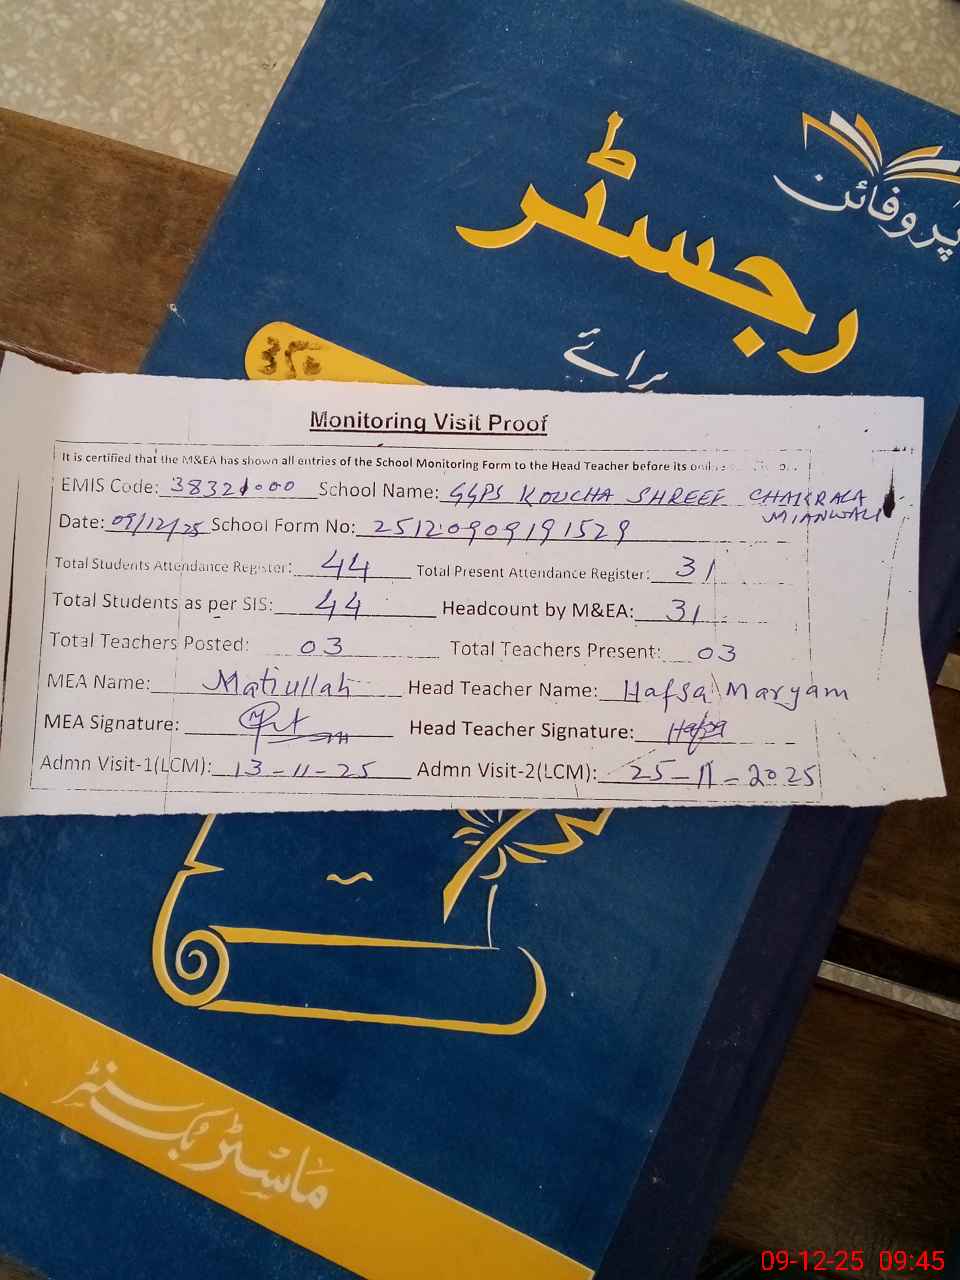 پروفائن
رجسٹر
برائے
Monitoring Visit Proof
It is certified that the M&EA has shown all entries of the School Monitoring Form to the Head Teacher before its
EMIS Code: 38321000 School Name: GGPS KOUCHA SHREEF CHAKRALA
MIANWALI
Date: 09/12/25 School Form No: 25120909191529
Total Students Attendance Register: 44 Total Present Attendance Register: 31
Total Students as per SIS: 44 Headcount by M&EA: 31
Total Teachers Posted: 03 Total Teachers Present: 03
MEA Name: Matiullah Head Teacher Name: Hafsa Maryam
MEA Signature: Head Teacher Signature: Hafsa
Admn Visit-1(LCM): 13-11-25 Admn Visit-2(LCM): 25-11-2025
ماسٹر بک سنٹر
09-12-25 09:45